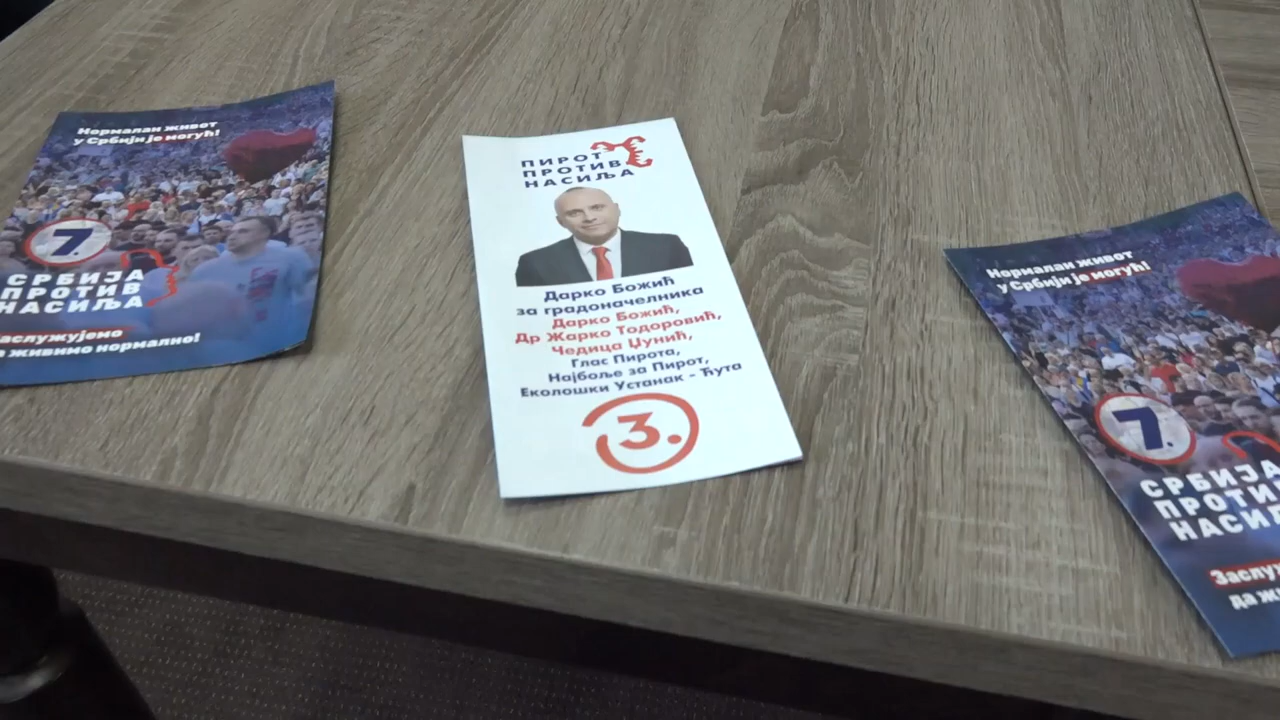 Нормалан живот
у Србији је могућ!
7.
СРБИЈА
ПРОТИВ
НАСИЉА
Заслужујемо
живимо нормално!
ПИРОТ
ПРОТИВ
НАСИЉА
Дарко Божић
за градоначелника
Дарко Божић,
Др Жарко Тодоровић,
Чедица Џунић,
Глас Пирота,
Најбоље за Пирот,
Еколошки Устанак - Ћута
3.
Нормалан живот
у Србији је могућ!
7.
СРБИЈА
ПРОТИ
НАСИ
Заслуж
да жи